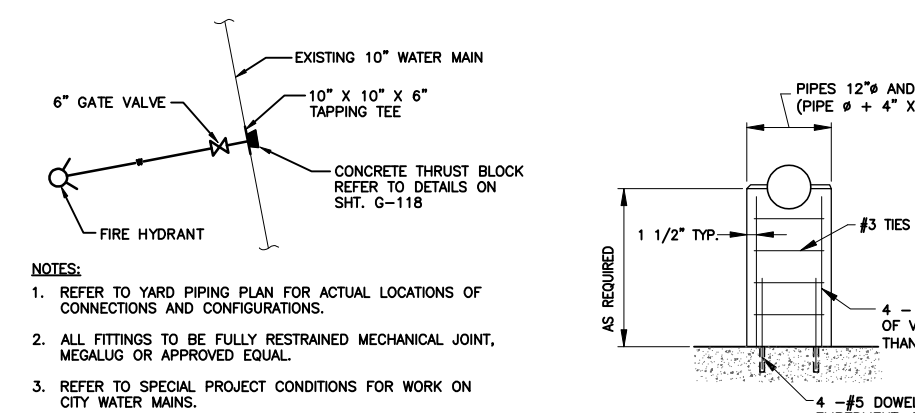 EXISTING 10" WATER MAIN
6" GATE VALVE
10" X 10" X 6"
TAPPING TEE
CONCRETE THRUST BLOCK
REFER TO DETAILS ON
SHT. G-118
FIRE HYDRANT
NOTES:
1. REFER TO YARD PIPING PLAN FOR ACTUAL LOCATIONS OF
CONNECTIONS AND CONFIGURATIONS.
2. ALL FITTINGS TO BE FULLY RESTRAINED MECHANICAL JOINT,
MEGALUG OR APPROVED EQUAL.
3. REFER TO SPECIAL PROJECT CONDITIONS FOR WORK ON
CITY WATER MAINS.
PIPES 12"ø AND
(PIPE ø + 4" X
1 1/2" TYP.
#3 TIES
AS REQUIRED
4 -
OF
THAN
4 -#5